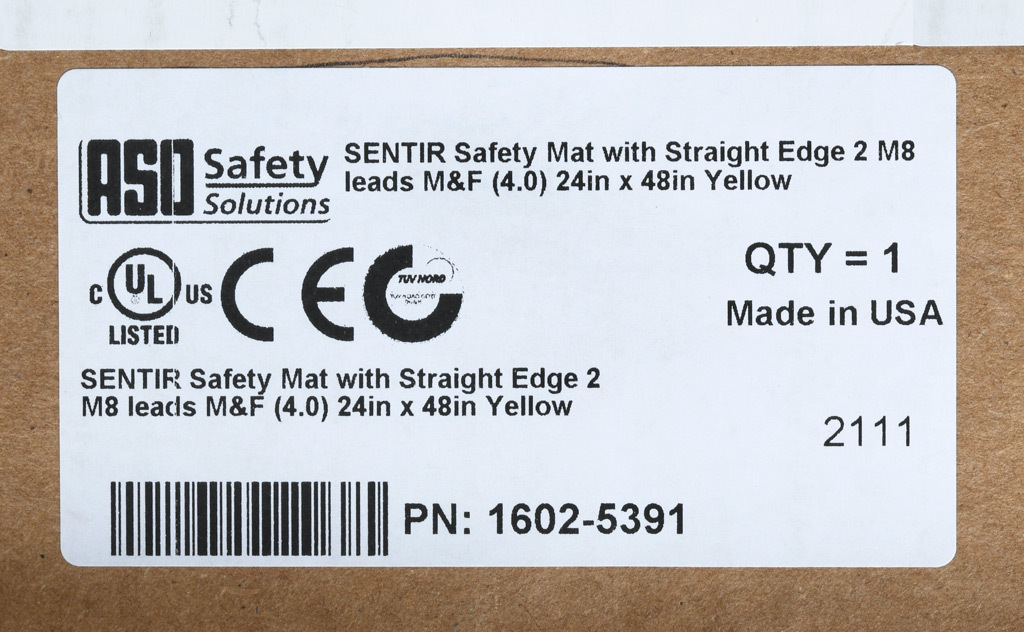 ASO Safety Solutions
SENTIR Safety Mat with Straight Edge 2 M8
leads M&F (4.0) 24in x 48in Yellow
C UL US
LISTED
CE
TUV NORD
QTY = 1
Made in USA
SENTIR Safety Mat with Straight Edge 2
M8 leads M&F (4.0) 24in x 48in Yellow
2111
PN: 1602-5391